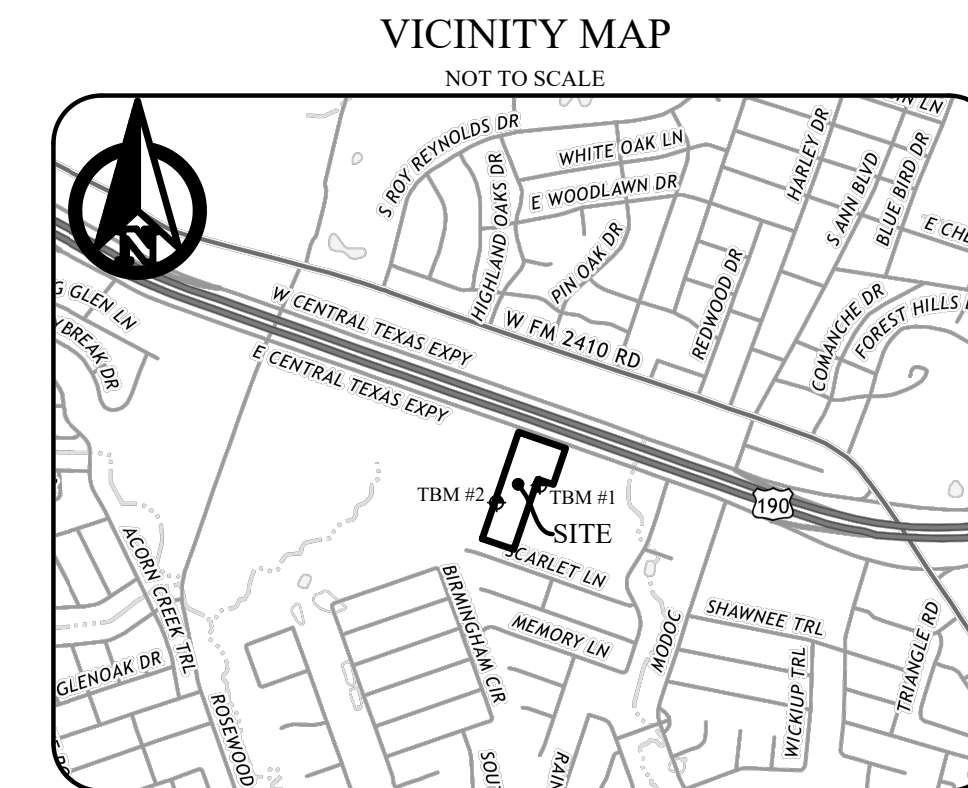 VICINITY MAP
NOT TO SCALE
N
S ROY REYNOLDS DR
WHITE OAK LN
E WOODLAWN DR
HIGHLAND OAKS DR
PIN OAK DR
HARLEY DR
S ANN BLVD
BLUE BIRD DR
LN
REDWOOD DR
COMANCHE DR
FOREST HILLS
W CENTRAL TEXAS EXPY
W FM 2410 RD
E CENTRAL TEXAS EXPY
GLEN LN
DR
TBM #2
TBM #1
190
SITE
SCARLET LN
ACORN CREEK TRL
BIRMINGHAM CIR
MEMORY LN
MODOC
SHAWNEE TRL
TRIANGLE RD
WICKIUP TRL
GLENOAK DR
ROSEWOOD